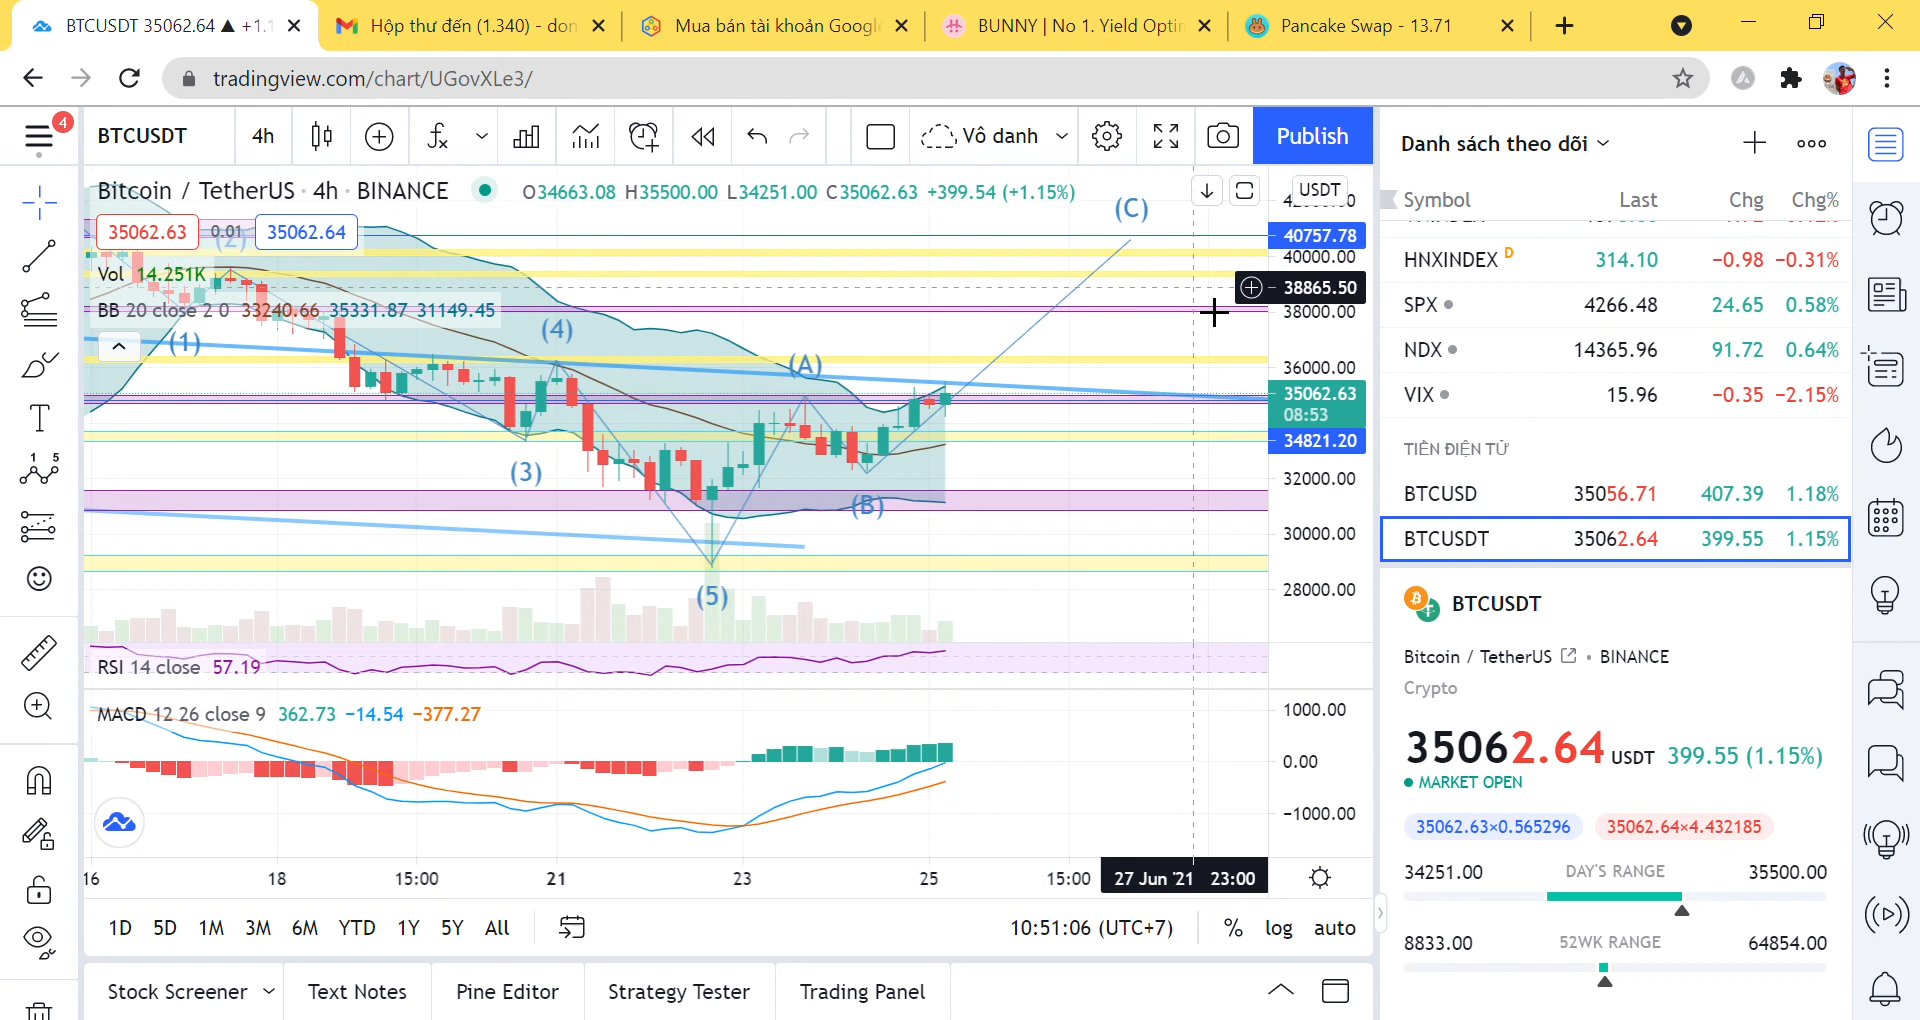 BTCUSDT 35062.64 ▲ +1.1
Hộp thư đến (1.340) - don
Mua bán tài khoản Google
BUNNY | No 1. Yield Opti
Pancake Swap - 13.71
tradingview.com/chart/UGovXLe3/
4
BTCUSDT
4h
Vô danh
Publish
Bitcoin / TetherUS · 4h · BINANCE
O34663.08 H35500.00 L34251.00 C35062.63 +399.54 (+1.15%)
35062.63
0.01
35062.64
Vol 14.251K
BB 20 close 2 0 33240.66 35331.87 31149.45
(1)
(2)
(3)
(4)
(5)
(A)
(B)
(C)
USDT
40757.78
40000.00
38865.50
38000.00
36000.00
35062.63
08:53
34821.20
32000.00
30000.00
28000.00
RSI 14 close 57.19
MACD 12 26 close 9 362.73 −14.54 −377.27
1000.00
0.00
−1000.00
16
18
15:00
21
23
25
15:00
27 Jun '21 23:00
1D 5D 1M 3M 6M YTD 1Y 5Y All
10:51:06 (UTC+7)
% log auto
Stock Screener
Text Notes
Pine Editor
Strategy Tester
Trading Panel
Danh sách theo dõi
Symbol Last Chg Chg%
HNXINDEX D 314.10 −0.98 −0.31%
SPX 4266.48 24.65 0.58%
NDX 14365.96 91.72 0.64%
VIX 15.96 −0.35 −2.15%
TIỀN ĐIỆN TỬ
BTCUSD 35056.71 407.39 1.18%
BTCUSDT 35062.64 399.55 1.15%
BTCUSDT
Bitcoin / TetherUS • BINANCE
Crypto
35062.64 USDT 399.55 (1.15%)
MARKET OPEN
35062.63×0.565296
35062.64×4.432185
34251.00 DAY'S RANGE 35500.00
8833.00 52WK RANGE 64854.00
1 5